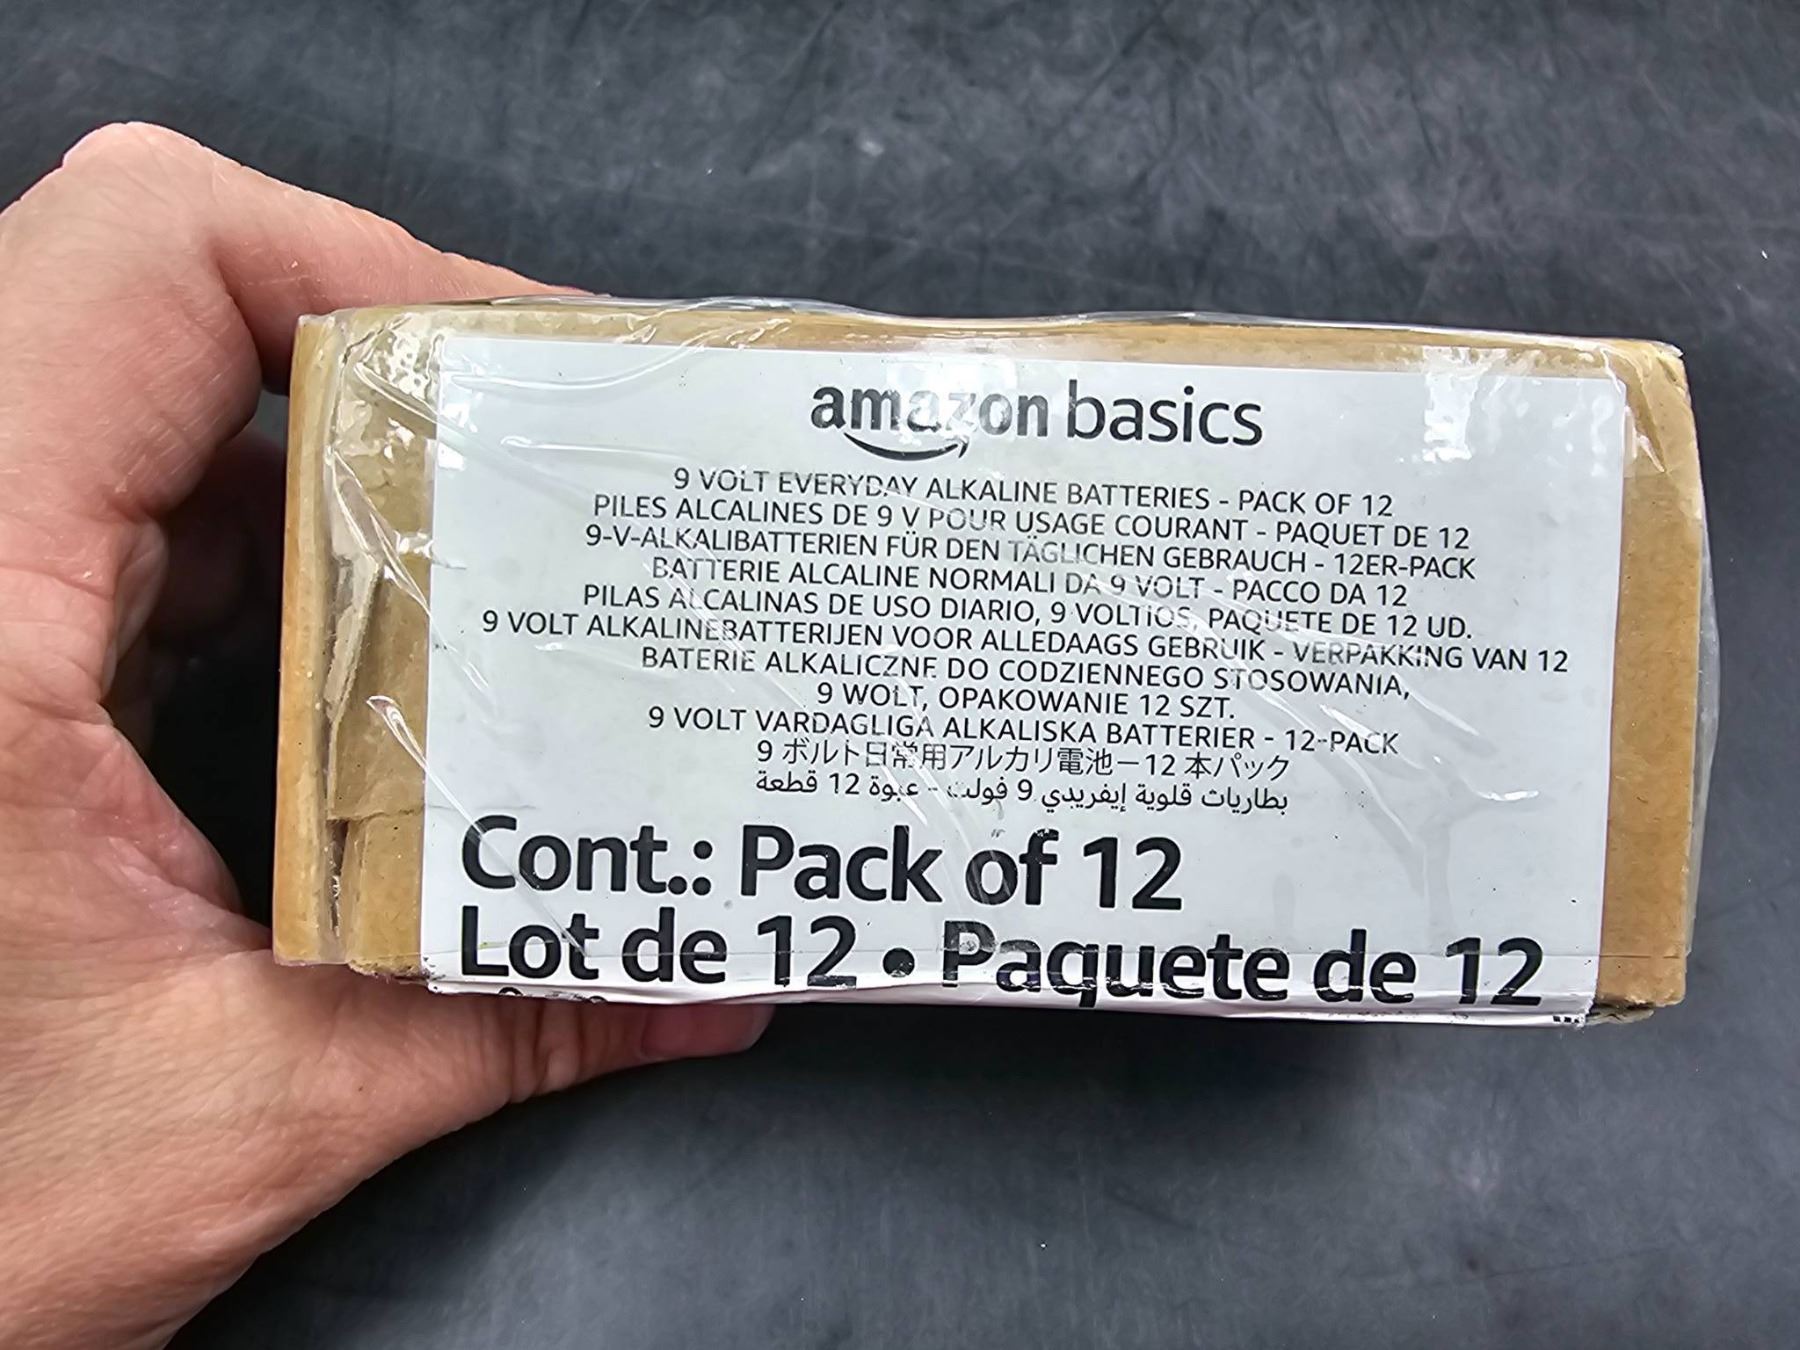 amazon basics
9 VOLT EVERYDAY ALKALINE BATTERIES - PACK OF 12
PILES ALCALINES DE 9 V POUR USAGE COURANT - PAQUET DE 12
9-V-ALKALIBATTERIEN FÜR DEN TÄGLICHEN GEBRAUCH - 12ER-PACK
BATTERIE ALCALINE NORMALI DA 9 VOLT - PACCO DA 12
PILAS ALCALINAS DE USO DIARIO, 9 VOLTIOS, PAQUETE DE 12 UD.
9 VOLT ALKALINEBATTERIJEN VOOR ALLEDAAGS GEBRUIK - VERPAKKING VAN 12
BATERIE ALKALICZNE DO CODZIENNEGO STOSOWANIA,
9 WOLT, OPAKOWANIE 12 SZT.
9 VOLT VARDAGLIGA ALKALISKA BATTERIER - 12-PACK
9 ボルト日常用アルカリ電池ー12 本パック
بطاريات قلوية إيفريدي 9 فولت - عبوة 12 قطعة
Cont.: Pack of 12
Lot de 12 • Paquete de 12